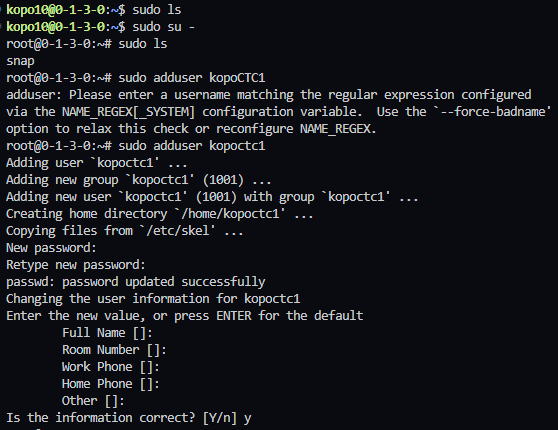 kopo10@0-1-3-0:~$ sudo ls
kopo10@0-1-3-0:~$ sudo su -
root@0-1-3-0:~# sudo ls
snap
root@0-1-3-0:~# sudo adduser kopoCTC1
adduser: Please enter a username matching the regular expression configured
via the NAME_REGEX[_SYSTEM] configuration variable.  Use the `--force-badname'
option to relax this check or reconfigure NAME_REGEX.
root@0-1-3-0:~# sudo adduser kopoctc1
Adding user `kopoctc1' ...
Adding new group `kopoctc1' (1001) ...
Adding new user `kopoctc1' (1001) with group `kopoctc1' ...
Creating home directory `/home/kopoctc1' ...
Copying files from `/etc/skel' ...
New password:
Retype new password:
passwd: password updated successfully
Changing the user information for kopoctc1
Enter the new value, or press ENTER for the default
        Full Name []:
        Room Number []:
        Work Phone []:
        Home Phone []:
        Other []:
Is the information correct? [Y/n] y